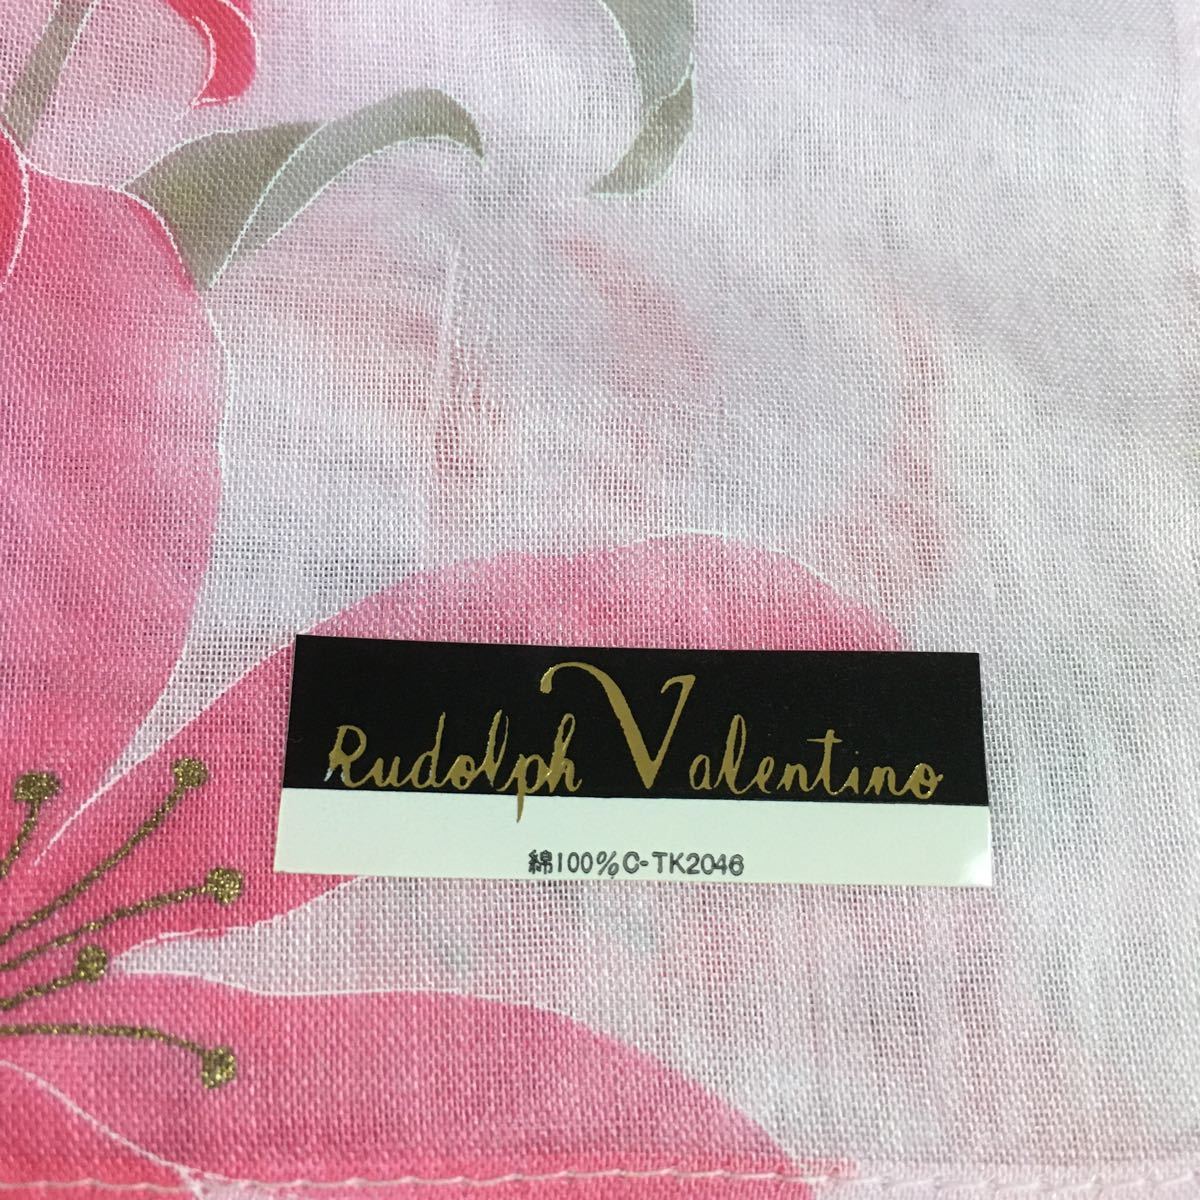 Rudolph Valentino
綿100%C-TK2046